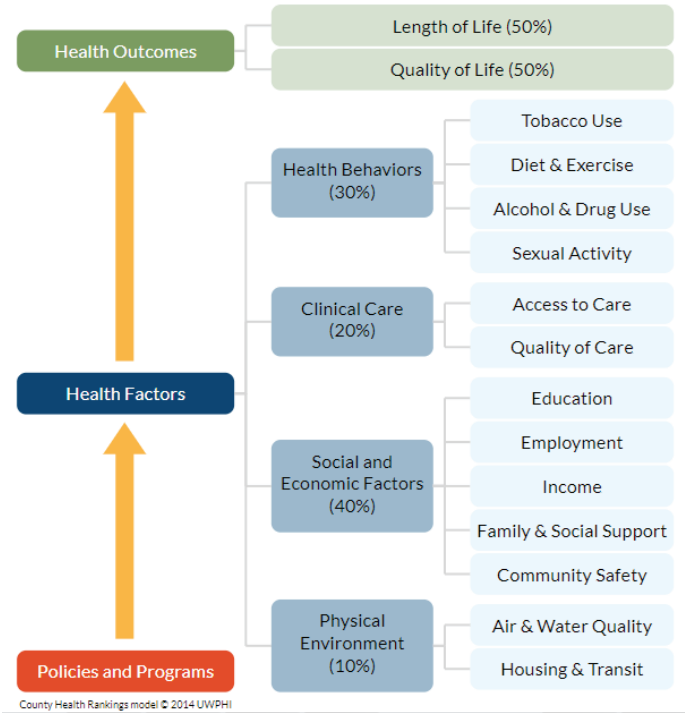 Health Outcomes
Length of Life (50%)
Quality of Life (50%)
Health Behaviors
(30%)
Tobacco Use
Diet & Exercise
Alcohol & Drug Use
Sexual Activity
Clinical Care
(20%)
Access to Care
Quality of Care
Health Factors
Social and
Economic Factors
(40%)
Education
Employment
Income
Family & Social Support
Community Safety
Physical
Environment
(10%)
Air & Water Quality
Housing & Transit
Policies and Programs
County Health Rankings model © 2014 UWPHI